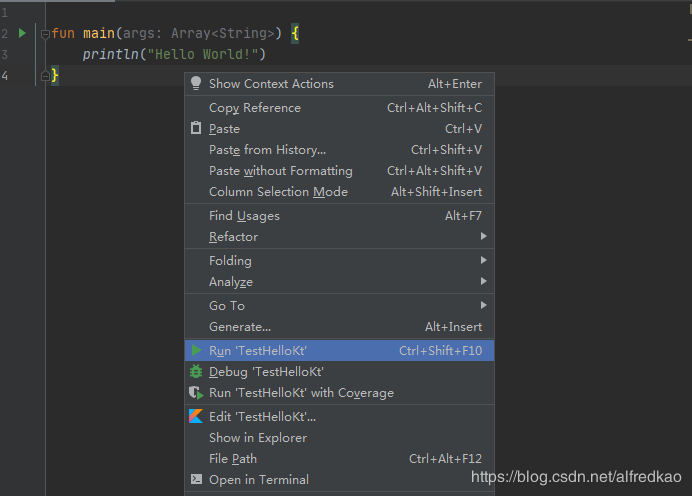 1
2 fun main(args: Array<String>) {
3 println("Hello World!")
4 }
Show Context Actions Alt+Enter
Copy Reference Ctrl+Alt+Shift+C
Paste Ctrl+V
Paste from History... Ctrl+Shift+V
Paste without Formatting Ctrl+Alt+Shift+V
Column Selection Mode Alt+Shift+Insert
Find Usages Alt+F7
Refactor
Folding
Analyze
Go To
Generate... Alt+Insert
Run 'TestHelloKt' Ctrl+Shift+F10
Debug 'TestHelloKt'
Run 'TestHelloKt' with Coverage
Edit 'TestHelloKt'...
Show in Explorer
File Path Ctrl+Alt+F12
Open in Terminal
https://blog.csdn.net/alfredkao